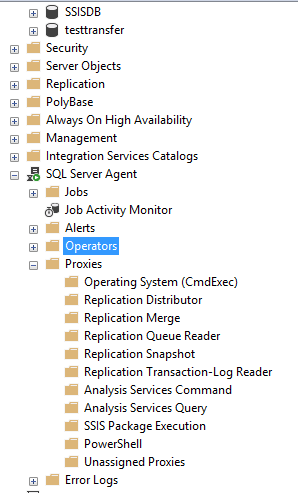 SSISDB
testtransfer
Security
Server Objects
Replication
PolyBase
Always On High Availability
Management
Integration Services Catalogs
SQL Server Agent
Jobs
Job Activity Monitor
Alerts
Operators
Proxies
Operating System (CmdExec)
Replication Distributor
Replication Merge
Replication Queue Reader
Replication Snapshot
Replication Transaction-Log Reader
Analysis Services Command
Analysis Services Query
SSIS Package Execution
PowerShell
Unassigned Proxies
Error Logs